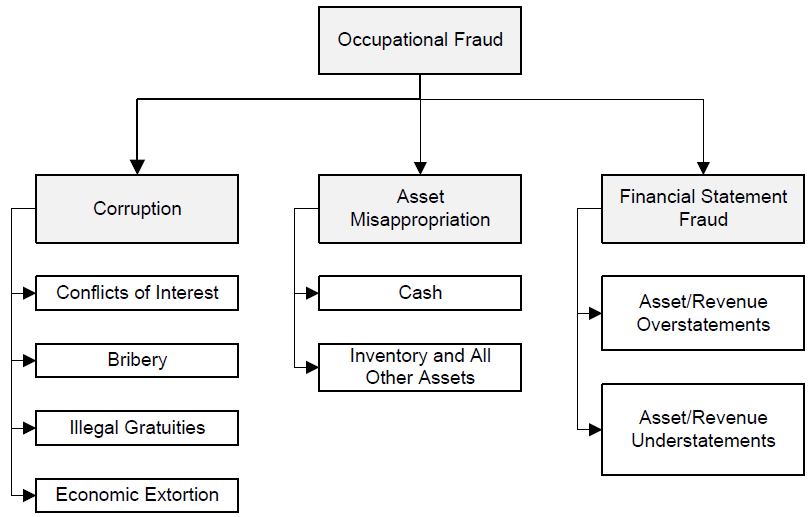 Occupational Fraud
Corruption
Asset
Misappropriation
Financial Statement
Fraud
Conflicts of Interest
Bribery
Illegal Gratuities
Economic Extortion
Cash
Inventory and All
Other Assets
Asset/Revenue
Overstatements
Asset/Revenue
Understatements